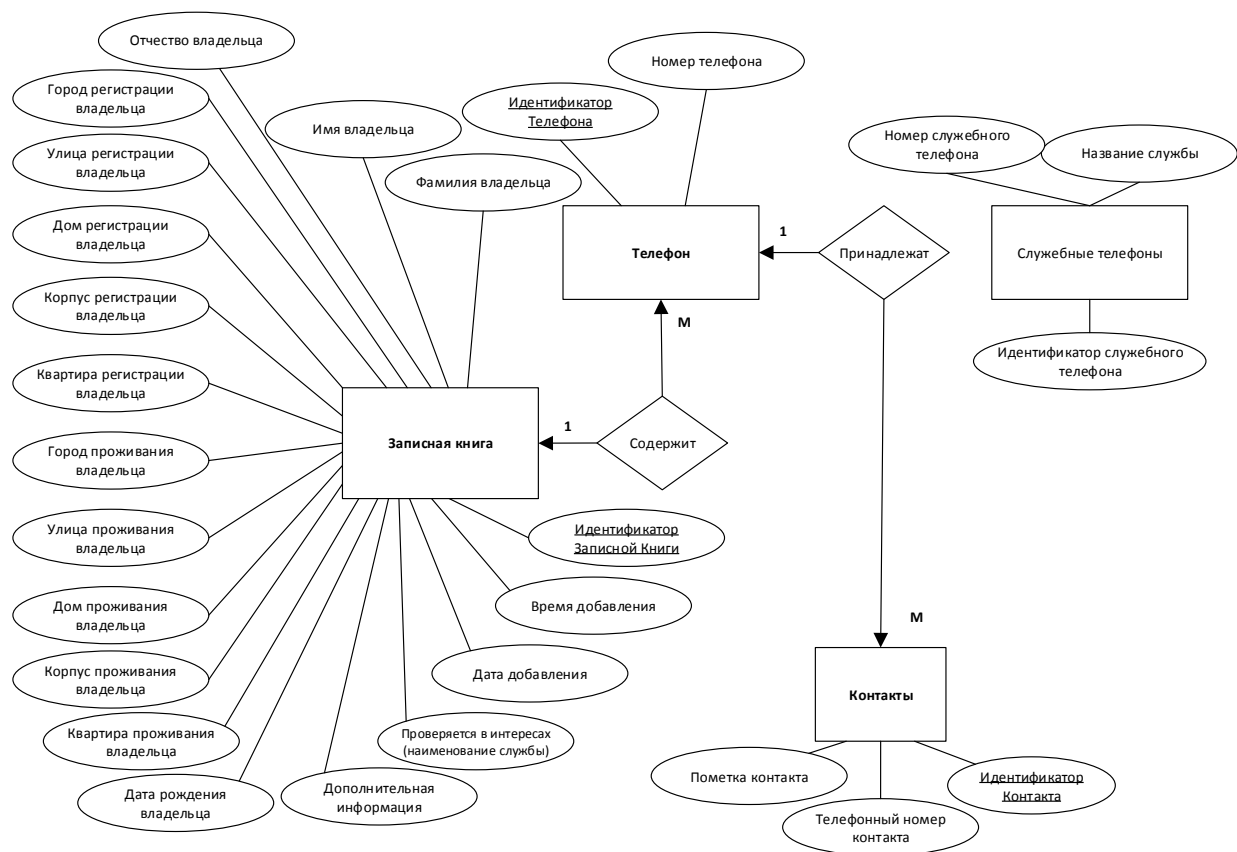 Отчество владельца
Город регистрации
владельца
Улица регистрации
владельца
Дом регистрации
владельца
Корпус регистрации
владельца
Квартира регистрации
владельца
Город проживания
владельца
Улица проживания
владельца
Дом проживания
владельца
Корпус проживания
владельца
Квартира проживания
владельца
Дата рождения
владельца
Дополнительная
информация
Проверяется в интересах
(наименование службы)
Дата добавления
Время добавления
Идентификатор
Записной Книги
Имя владельца
Фамилия владельца
Записная книга
1
Содержит
М
Идентификатор
Телефона
Номер телефона
Телефон
1
Принадлежат
М
Контакты
Пометка контакта
Телефонный номер
контакта
Идентификатор
Контакта
Номер служебного
телефона
Название службы
Служебные телефоны
Идентификатор служебного
телефона